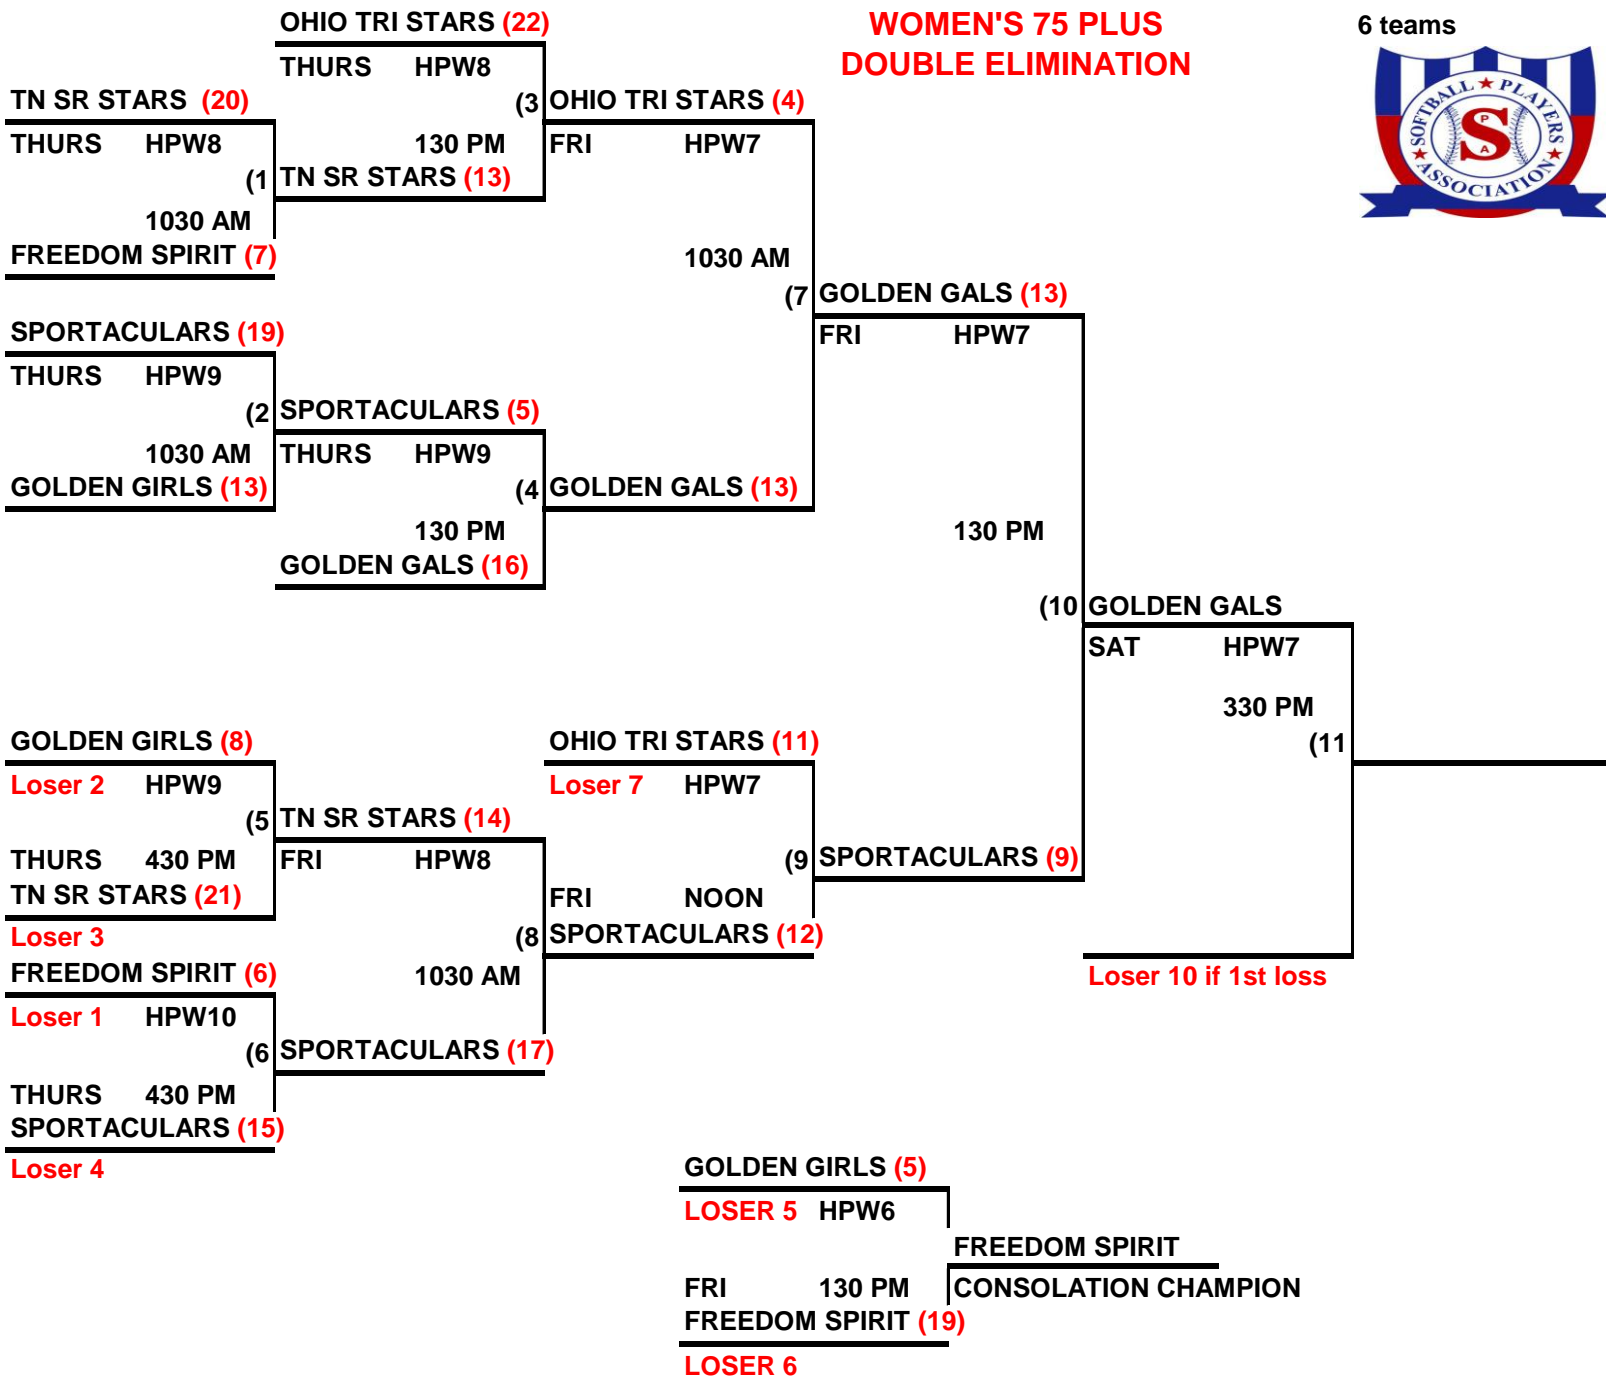 OHIO TRI STARS (22)
WOMEN'S 75 PLUS
DOUBLE ELIMINATION
6 teams
SOFTBALL PLAYERS
ASSOCIATION
P
S
A
THURS HPW8
TN SR STARS (20)
(3 OHIO TRI STARS (4)
THURS HPW8
130 PM
FRI HPW7
(1 TN SR STARS (13)
1030 AM
FREEDOM SPIRIT (7)
1030 AM
(7 GOLDEN GALS (13)
SPORTACULARS (19)
FRI HPW7
THURS HPW9
(2 SPORTACULARS (5)
1030 AM
THURS HPW9
GOLDEN GIRLS (13)
(4 GOLDEN GALS (13)
130 PM
130 PM
GOLDEN GALS (16)
(10 GOLDEN GALS
SAT HPW7
330 PM
(11
GOLDEN GIRLS (8)
OHIO TRI STARS (11)
Loser 2 HPW9
Loser 7 HPW7
(5 TN SR STARS (14)
THURS 430 PM
FRI HPW8
(9 SPORTACULARS (9)
TN SR STARS (21)
FRI NOON
Loser 3
(8 SPORTACULARS (12)
FREEDOM SPIRIT (6)
1030 AM
Loser 10 if 1st loss
Loser 1 HPW10
(6 SPORTACULARS (17)
THURS 430 PM
SPORTACULARS (15)
Loser 4
GOLDEN GIRLS (5)
LOSER 5 HPW6
FREEDOM SPIRIT
FRI 130 PM
CONSOLATION CHAMPION
FREEDOM SPIRIT (19)
LOSER 6